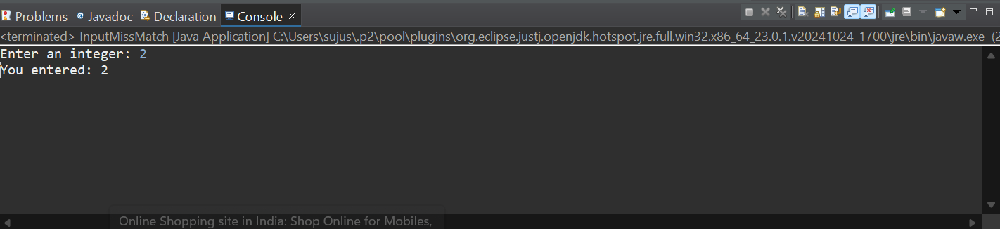 Problems Javadoc Declaration Console
<terminated> InputMissMatch [Java Application] C:\Users\sujus\.p2\pool\plugins\org.eclipse.justj.openjdk.hotspot.jre.full.win32.x86_64_23.0.1.v20241024-1700\jre\bin\javaw.exe (2
Enter an integer: 2
You entered: 2
Online Shopping site in India: Shop Online for Mobiles,